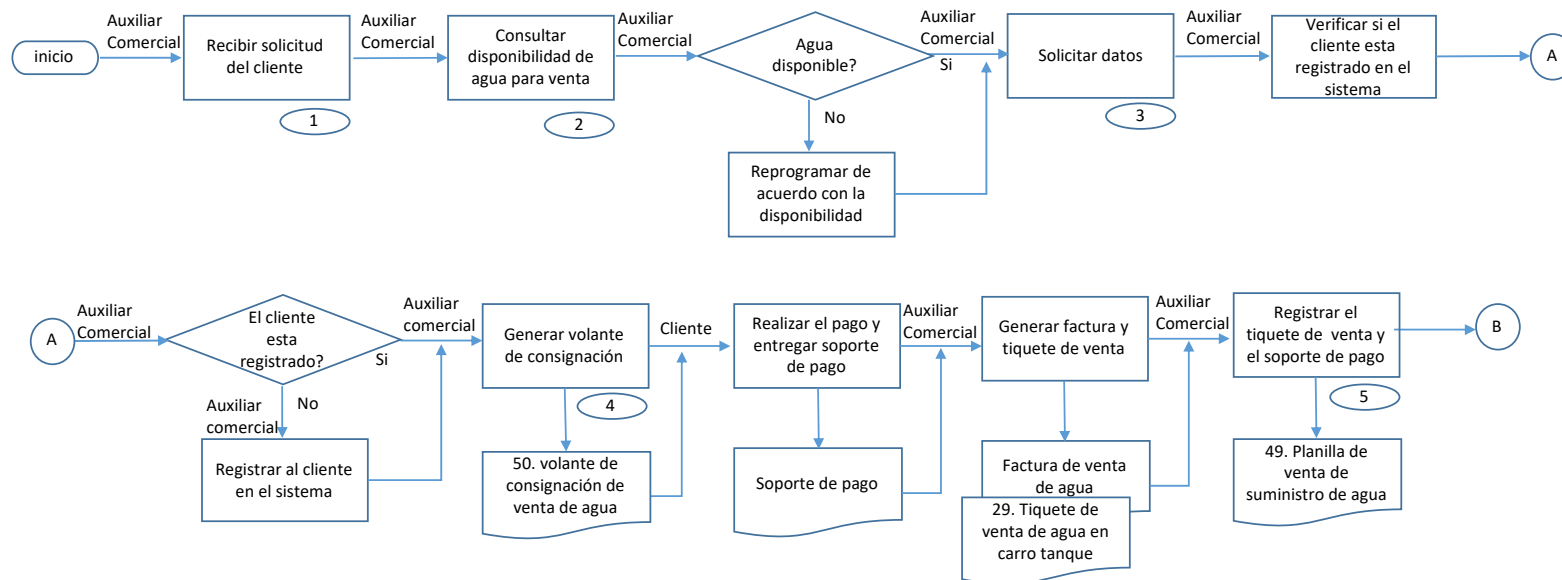 inicio
Auxiliar
Comercial
Recibir solicitud
del cliente
1
Auxiliar
Comercial
Consultar
disponibilidad de
agua para venta
2
Auxiliar
Comercial
Agua
disponible?
No
Reprogramar de
acuerdo con la
disponibilidad
Auxiliar
Comercial
Si
Solicitar datos
3
Auxiliar
Comercial
Verificar si el
cliente esta
registrado en el
sistema
A
A
Auxiliar
Comercial
El cliente
esta
registrado?
No
Auxiliar
comercial
Registrar al cliente
en el sistema
Auxiliar
comercial
Si
Generar volante
de consignación
4
50. volante de
consignación de
venta de agua
Cliente
Realizar el pago y
entregar soporte
de pago
Soporte de pago
Auxiliar
Comercial
Generar factura y
tiquete de venta
Factura de venta
de agua
29. Tiquete de
venta de agua en
carro tanque
Auxiliar
Comercial
Registrar el
tiquete de venta y
el soporte de pago
5
49. Planilla de
venta de
suministro de agua
B